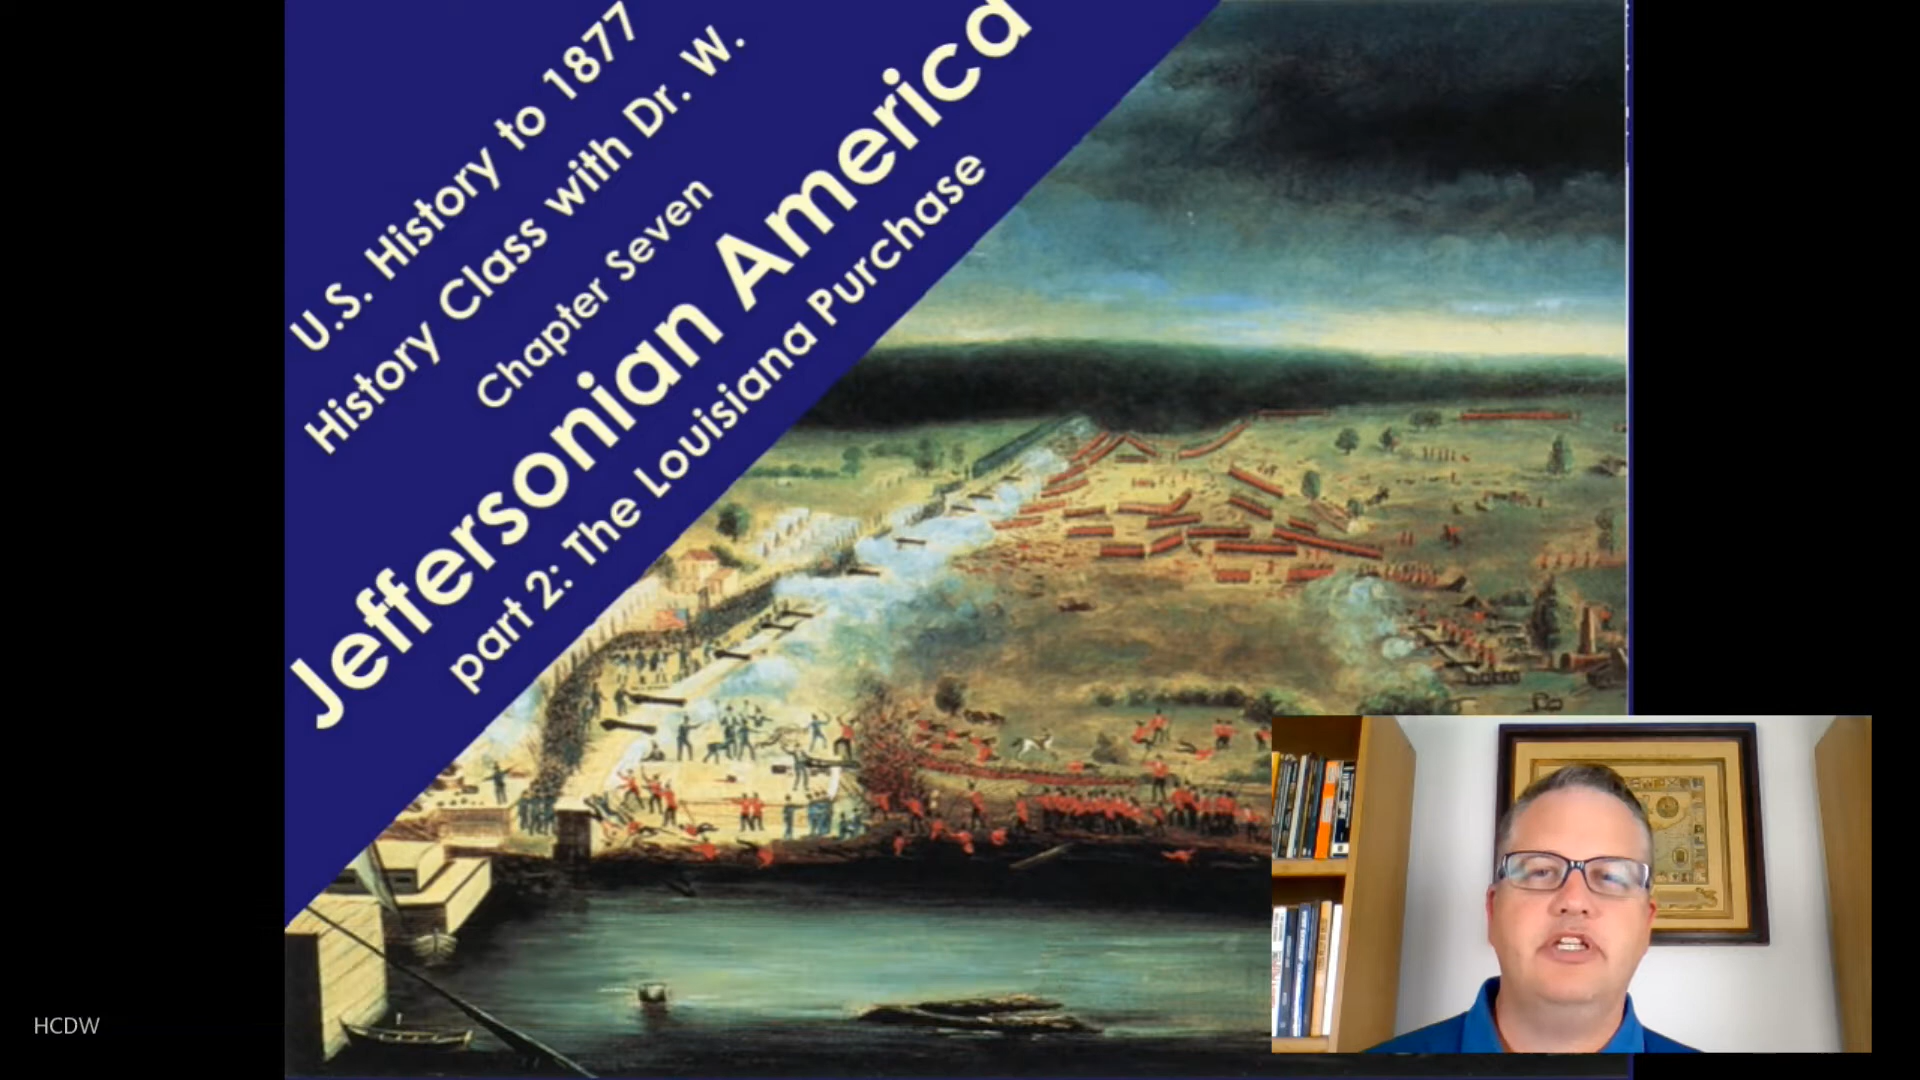 U.S. History to 1877
History Class with Dr. W.
Chapter Seven
Jeffersonian America
part 2: The Louisiana Purchase
HCDW